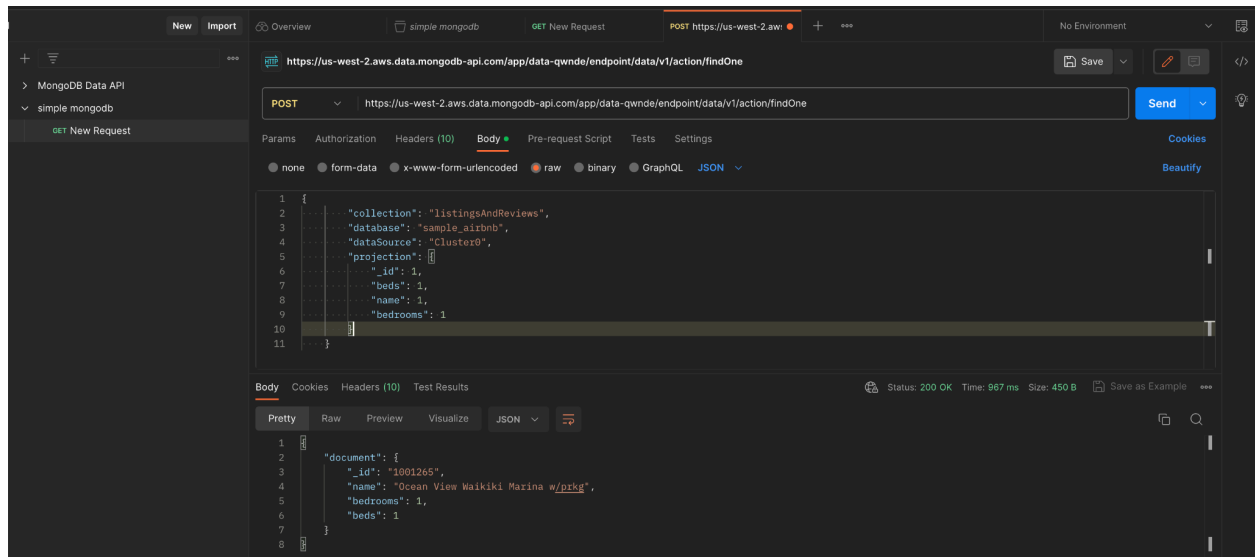 New Import Overview simple mongodb GET New Request POST https://us-west-2.aws No Environment
MongoDB Data API
simple mongodb
GET New Request
HTTP https://us-west-2.aws.data.mongodb-api.com/app/data-qwnde/endpoint/data/v1/action/findOne Save
POST https://us-west-2.aws.data.mongodb-api.com/app/data-qwnde/endpoint/data/v1/action/findOne Send
Params Authorization Headers (10) Body Pre-request Script Tests Settings Cookies
none form-data x-www-form-urlencoded raw binary GraphQL JSON Beautify
1 {
2 "collection": "listingsAndReviews",
3 "database": "sample_airbnb",
4 "dataSource": "Cluster0",
5 "projection": {
6 "_id": 1,
7 "beds": 1,
8 "name": 1,
9 "bedrooms": 1
10 }
11 }
Body Cookies Headers (10) Test Results Status: 200 OK Time: 967 ms Size: 450 B Save as Example
Pretty Raw Preview Visualize JSON
1 {
2 "document": {
3 "_id": "1001265",
4 "name": "Ocean View Waikiki Marina w/prkg",
5 "bedrooms": 1,
6 "beds": 1
7 }
8 }